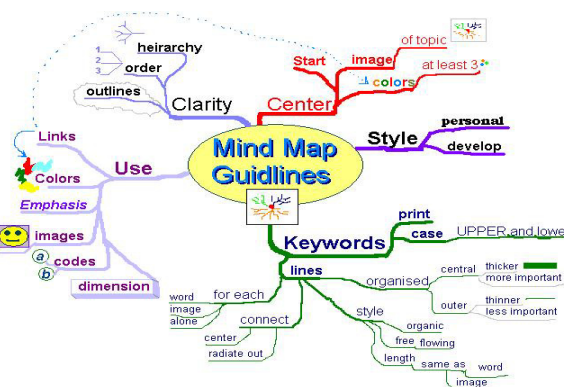 Mind Map
Guidlines
Center
Start
image
of topic
colors
at least 3
Style
personal
develop
Keywords
print
case
UPPER and lowe
lines
organised
central
thicker
more important
outer
thinner
less important
style
organic
free flowing
length
same as
word
image
connect
center
radiate out
for each
word
image
alone
Use
Links
Colors
Emphasis
images
codes
a
b
dimension
Clarity
heirarchy
order
1
2
3
outlines